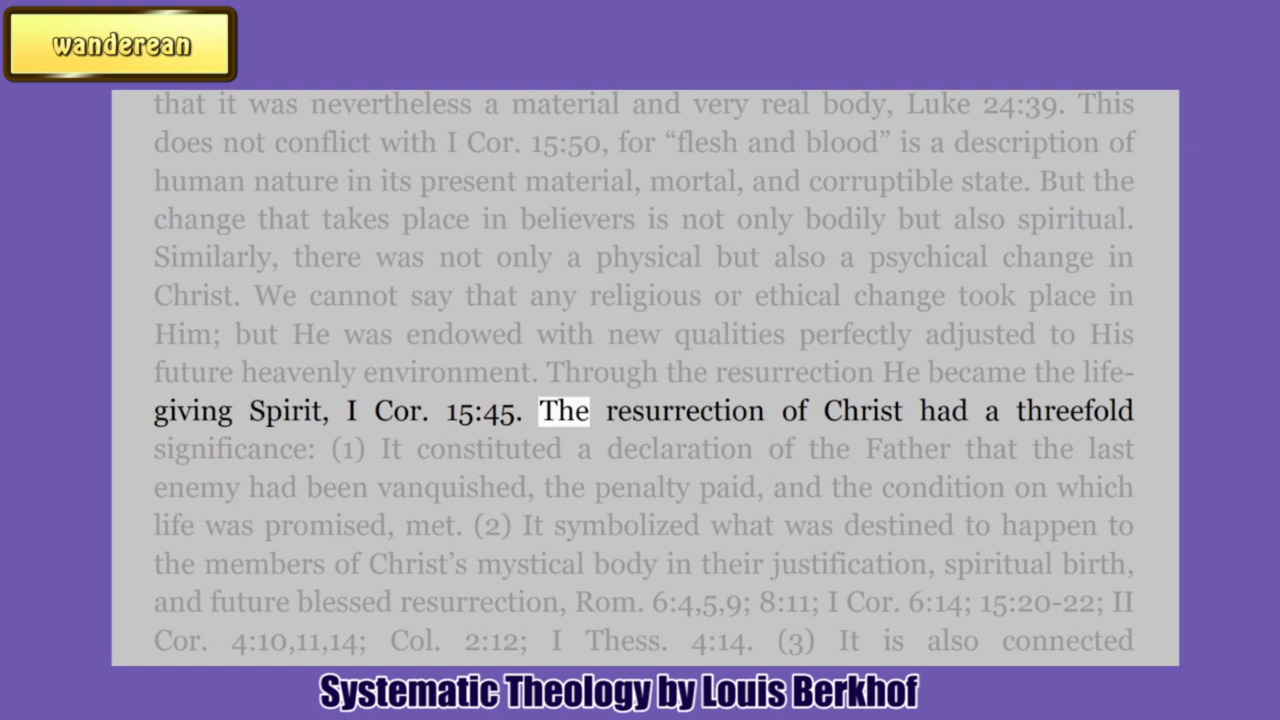 wanderean
that it was nevertheless a material and very real body, Luke 24:39. This
does not conflict with I Cor. 15:50, for “flesh and blood” is a description of
human nature in its present material, mortal, and corruptible state. But the
change that takes place in believers is not only bodily but also spiritual.
Similarly, there was not only a physical but also a psychical change in
Christ. We cannot say that any religious or ethical change took place in
Him; but He was endowed with new qualities perfectly adjusted to His
future heavenly environment. Through the resurrection He became the life-
giving Spirit, I Cor. 15:45. The resurrection of Christ had a threefold
significance: (1) It constituted a declaration of the Father that the last
enemy had been vanquished, the penalty paid, and the condition on which
life was promised, met. (2) It symbolized what was destined to happen to
the members of Christ’s mystical body in their justification, spiritual birth,
and future blessed resurrection, Rom. 6:4,5,9; 8:11; I Cor. 6:14; 15:20-22; II
Cor. 4:10,11,14; Col. 2:12; I Thess. 4:14. (3) It is also connected
Systematic Theology by Louis Berkhof